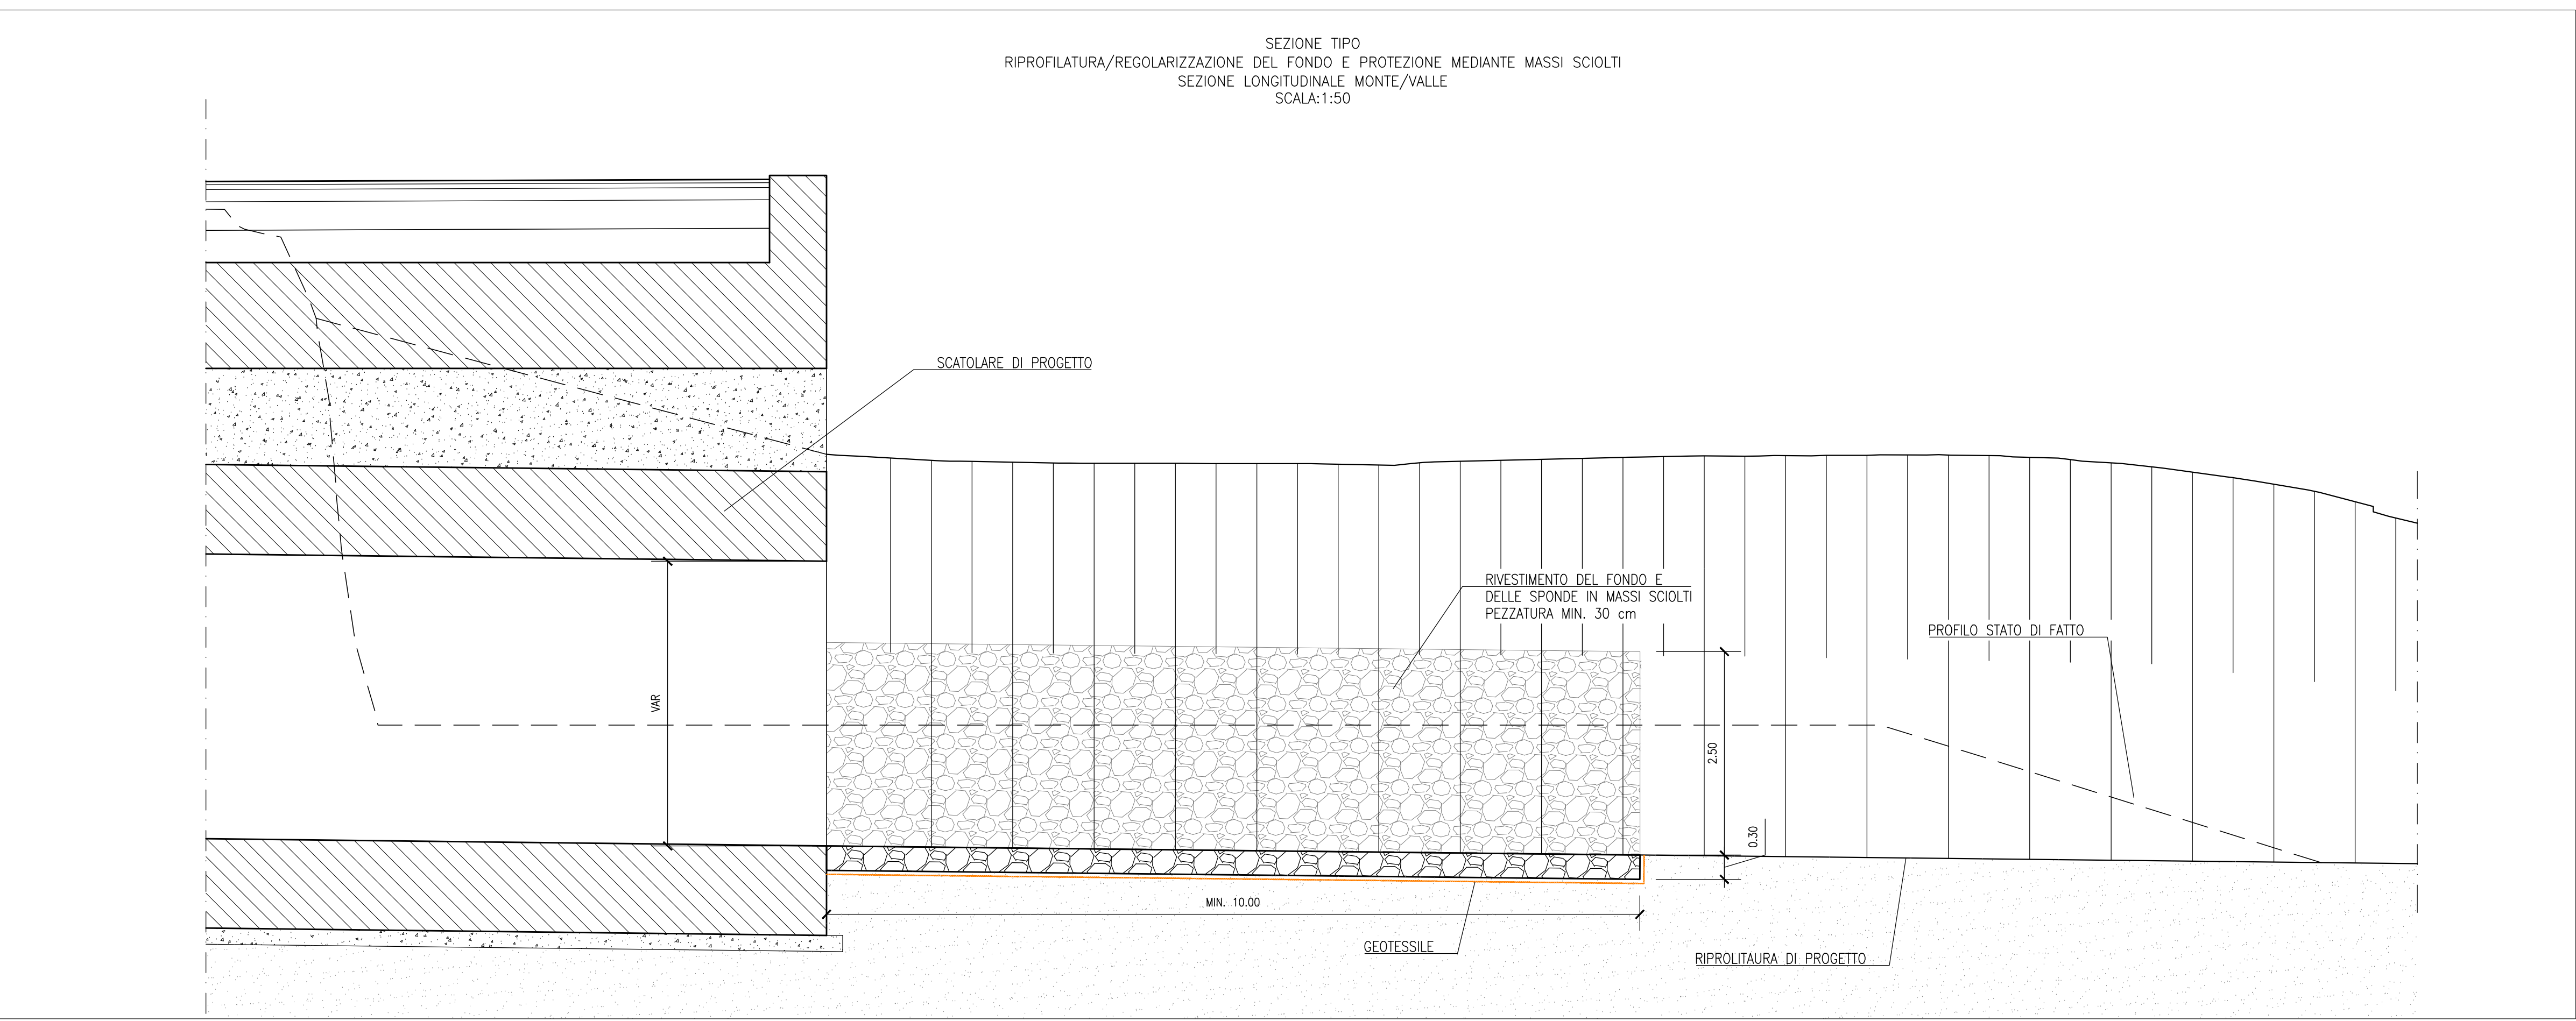 SEZIONE TIPO
RIPROFILATURA/REGOLARIZZAZIONE DEL FONDO E PROTEZIONE MEDIANTE MASSI SCIOLTI
SEZIONE LONGITUDINALE MONTE/VALLE
SCALA:1:50
SCATOLARE DI PROGETTO
RIVESTIMENTO DEL FONDO E
DELLE SPONDE IN MASSI SCIOLTI
PEZZATURA MIN. 30 cm
PROFILO STATO DI FATTO
VAR
2.50
0.30
MIN. 10.00
GEOTESSILE
RIPROLITAURA DI PROGETTO